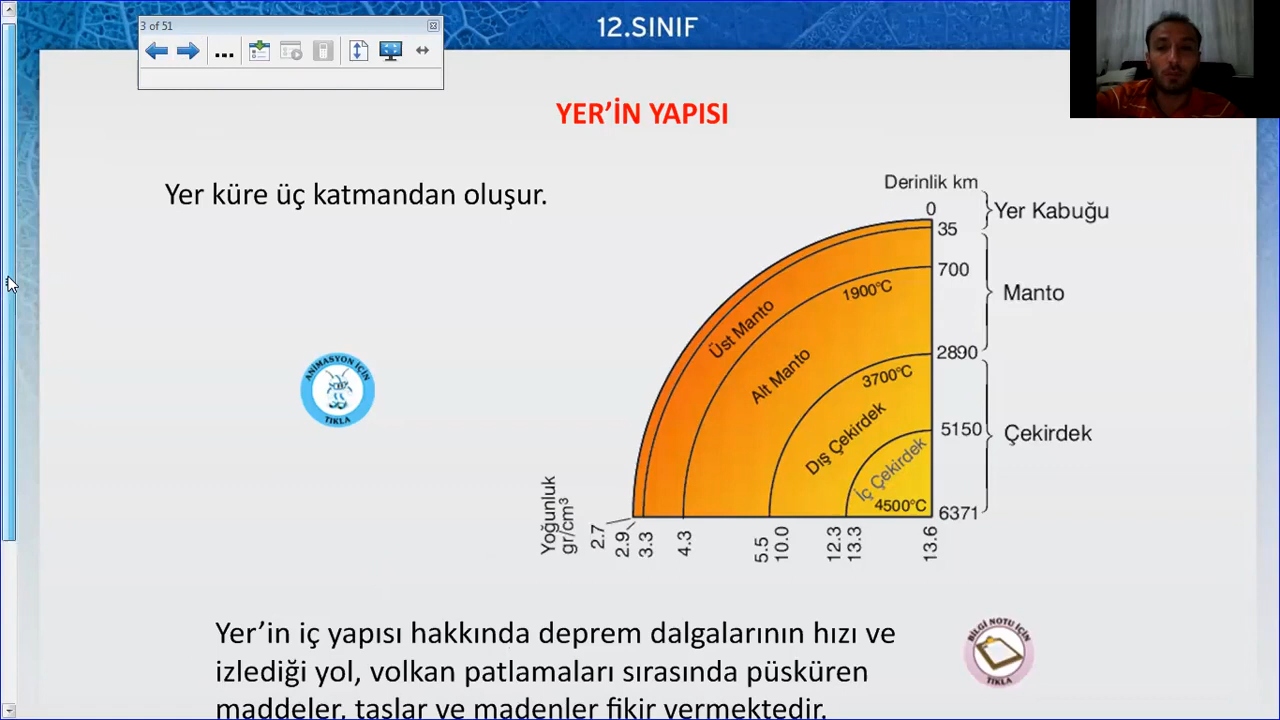 3 of 51
12.SINIF
YER'İN YAPISI
Yer küre üç katmandan oluşur.
Derinlik km
0
Yer Kabuğu
35
700
1900°C
Manto
Üst Manto
Alt Manto
2890
3700°C
Dış Çekirdek
5150
Çekirdek
İç Çekirdek
4500°C
6371
ANİMASYON İÇİN
TIKLA
Yoğunluk
gr/cm³
2.7
2.9
3.3
4.3
5.5
10.0
12.3
13.3
13.6
Yer'in iç yapısı hakkında deprem dalgalarının hızı ve
izlediği yol, volkan patlamaları sırasında püsküren
maddeler, taşlar ve madenler fikir vermektedir.
BİLGİ NOTU İÇİN
TIKLA